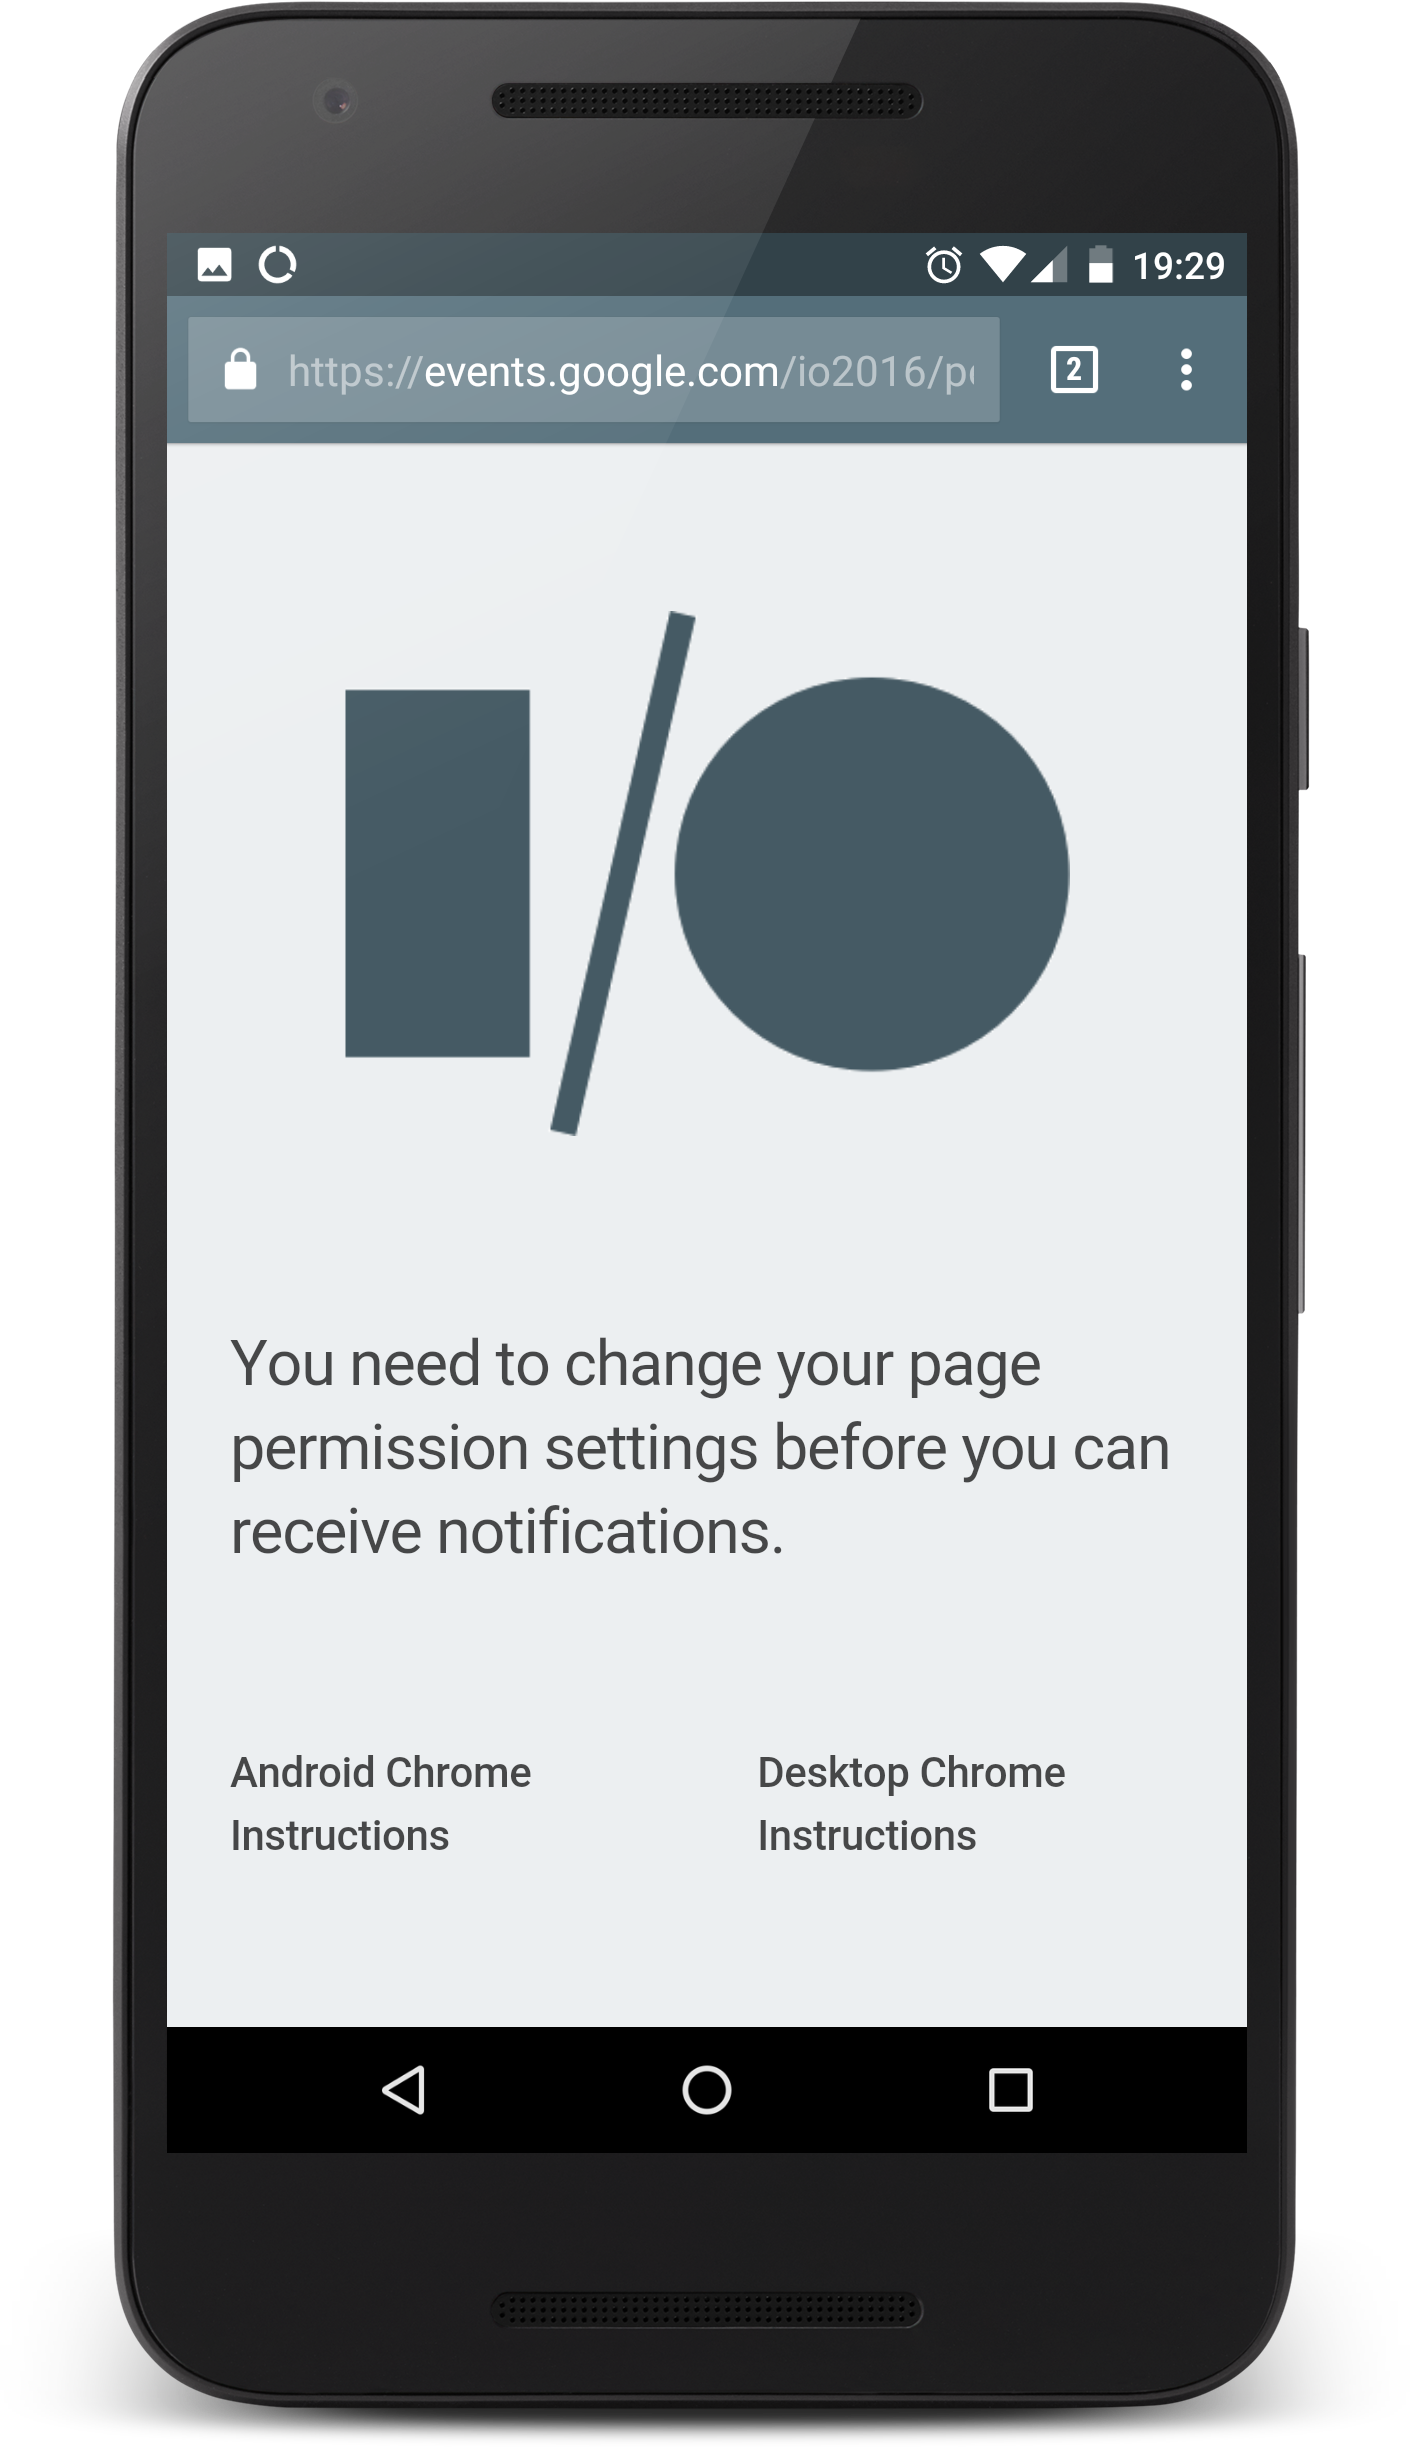 19:29
https://events.google.com/io2016/p
2
You need to change your page
permission settings before you can
receive notifications.
Android Chrome
Instructions
Desktop Chrome
Instructions